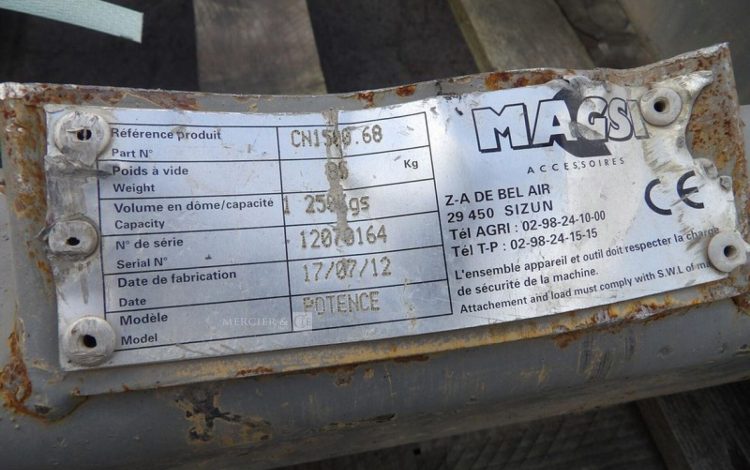 Référence produit CN1500.68
Part N°
Poids à vide Kg
Weight
Volume en dôme/capacité 1 250Kgs
Capacity
N° de série 12070164
Serial N°
Date de fabrication 17/07/12
Date
Modèle POTENCE
Model
MAGSI
ACCESSOIRES
Z-A DE BEL AIR
29 450 SIZUN
Tél AGRI : 02-98-24-10-00
Tél T-P : 02-98-24-15-15
CE
L'ensemble appareil et outil doit respecter la charge
de sécurité de la machine.
Attachement and load must comply with S.W.L of
MERCIER &